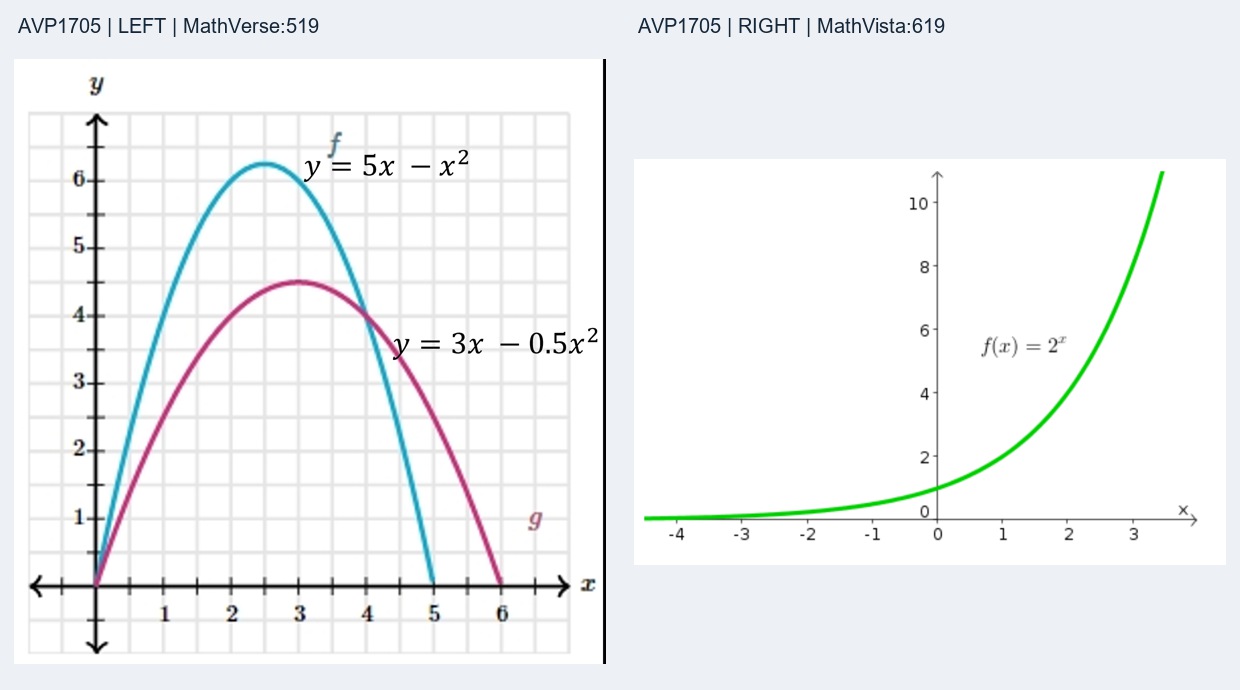 AVP1705 | LEFT | MathVerse:519
y
f
y = 5x − x²
6
5
4
y = 3x − 0.5x²
3
2
1
g
x
1 2 3 4 5 6
AVP1705 | RIGHT | MathVista:619
10
8
6
f(x) = 2ˣ
4
2
0
x
-4 -3 -2 -1 0 1 2 3